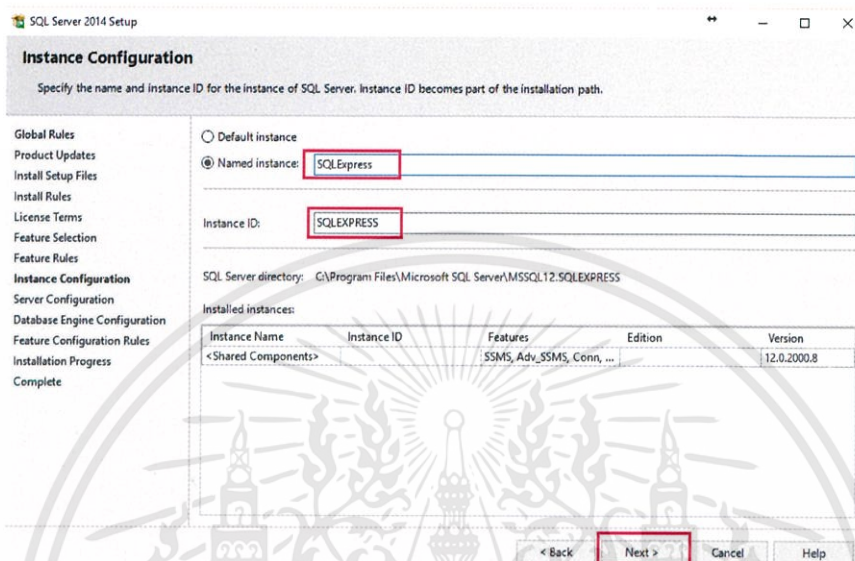 SQL Server 2014 Setup
Instance Configuration
Specify the name and instance ID for the instance of SQL Server. Instance ID becomes part of the installation path.
Global Rules
Product Updates
Install Setup Files
Install Rules
License Terms
Feature Selection
Feature Rules
Instance Configuration
Server Configuration
Database Engine Configuration
Feature Configuration Rules
Installation Progress
Complete
Default instance
Named instance: SQLExpress
Instance ID: SQLEXPRESS
SQL Server directory: C:\Program Files\Microsoft SQL Server\MSSQL12.SQLEXPRESS
Installed instances:
Instance Name Instance ID Features Edition Version
<Shared Components> SSMS, Adv_SSMS, Conn, ... 12.0.2000.8
< Back Next > Cancel Help